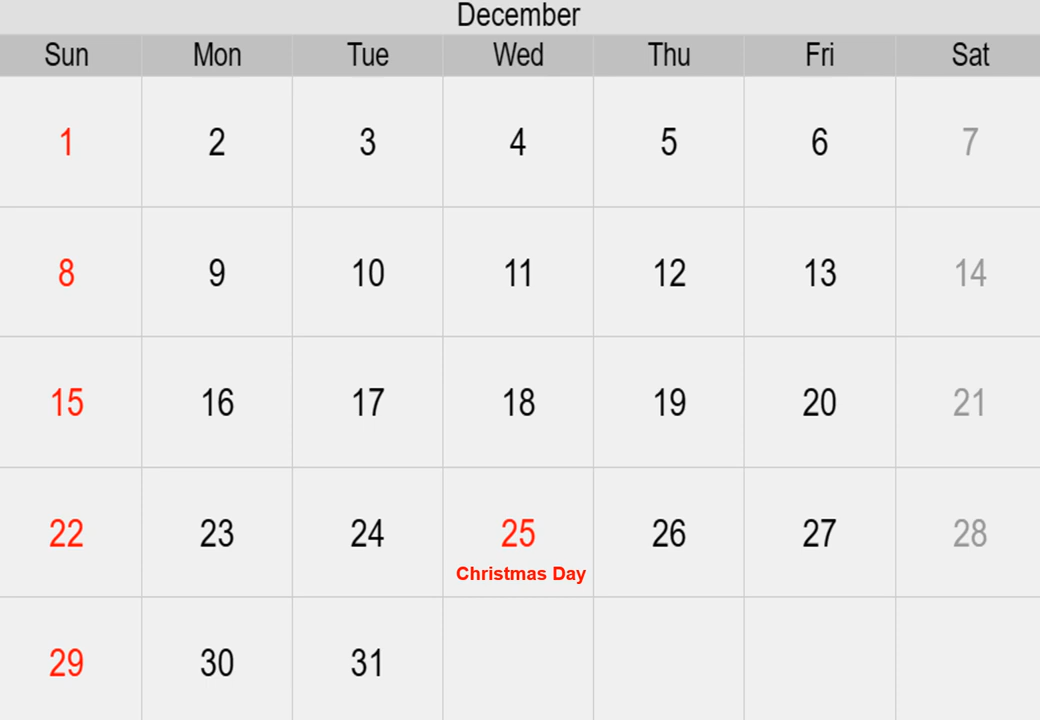 December
Sun Mon Tue Wed Thu Fri Sat
1 2 3 4 5 6 7
8 9 10 11 12 13 14
15 16 17 18 19 20 21
22 23 24 25 26 27 28
Christmas Day
29 30 31